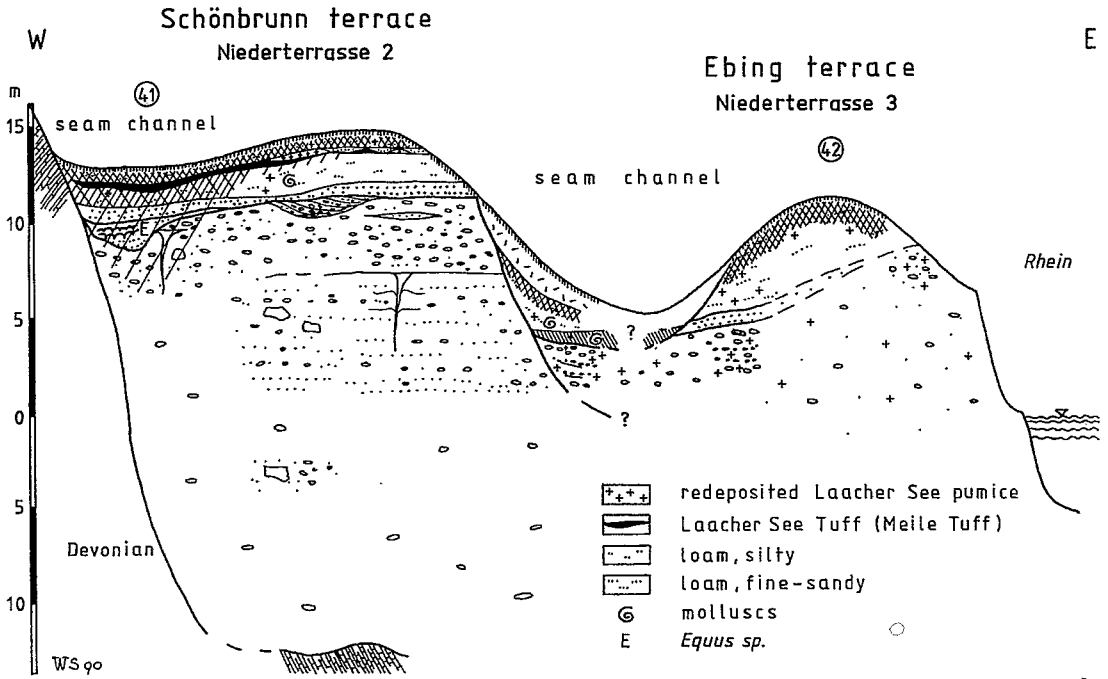 Schönbrunn terrace
Niederterrasse 2
W
E
Ebing terrace
Niederterrasse 3
m
41
seam channel
42
seam channel
15
10
5
0
5
10
E
Rhein
?
?
Devonian
redeposited Laacher See pumice
Laacher See Tuff (Meile Tuff)
loam, silty
loam, fine-sandy
molluscs
E Equus sp.
WS 90